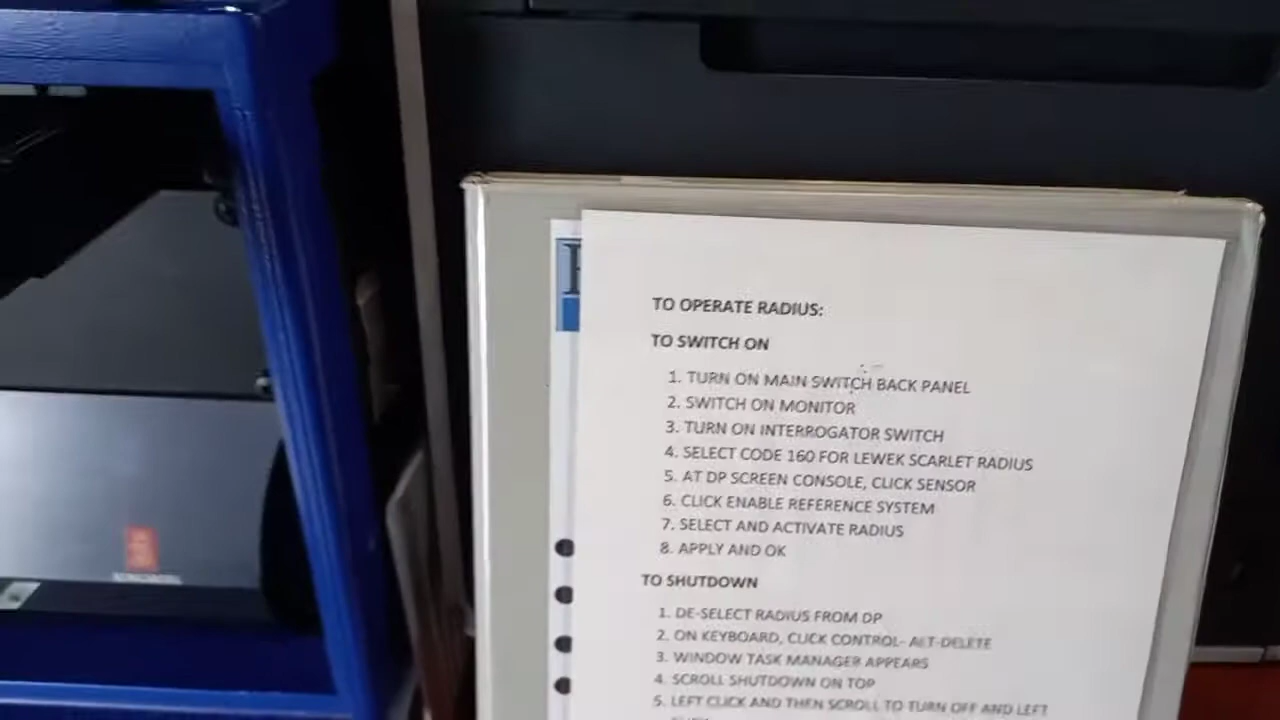 TO OPERATE RADIUS:
TO SWITCH ON
1. TURN ON MAIN SWITCH BACK PANEL
2. SWITCH ON MONITOR
3. TURN ON INTERROGATOR SWITCH
4. SELECT CODE 160 FOR LEWEK SCARLET RADIUS
5. AT DP SCREEN CONSOLE, CLICK SENSOR
6. CLICK ENABLE REFERENCE SYSTEM
7. SELECT AND ACTIVATE RADIUS
8. APPLY AND OK
TO SHUTDOWN
1. DE-SELECT RADIUS FROM DP
2. ON KEYBOARD, CLICK CONTROL- ALT-DELETE
3. WINDOW TASK MANAGER APPEARS
4. SCROLL SHUTDOWN ON TOP
5. LEFT CLICK AND THEN SCROLL TO TURN OFF AND LEFT